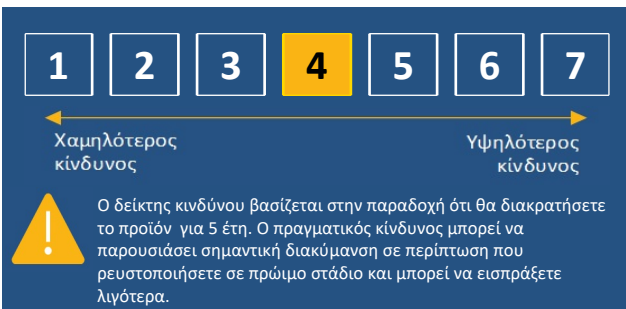 1 2 3 4 5 6 7
Χαμηλότερος Υψηλότερος
κίνδυνος κίνδυνος
Ο δείκτης κινδύνου βασίζεται στην παραδοχή ότι θα διακρατήσετε
το προϊόν για 5 έτη. Ο πραγματικός κίνδυνος μπορεί να
παρουσιάσει σημαντική διακύμανση σε περίπτωση που
ρευστοποιήσετε σε πρώιμο στάδιο και μπορεί να εισπράξετε
λιγότερα.